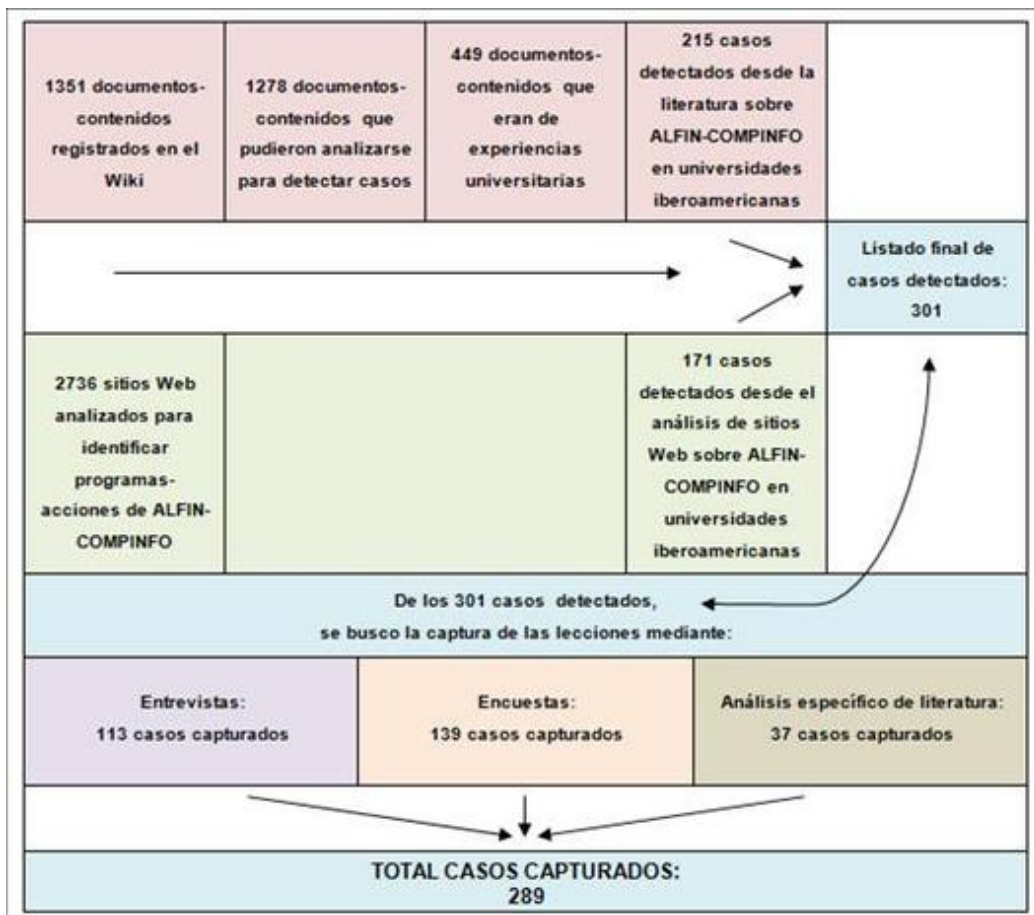 1351 documentos-
contenidos
registrados en el
Wiki
1278 documentos-
contenidos que
pudieron analizarse
para detectar casos
449 documentos-
contenidos que
eran de
experiencias
universitarias
215 casos
detectados desde la
literatura sobre
ALFIN-COMPINFO
en universidades
iberoamericanas
Listado final de
casos detectados:
301
2736 sitios Web
analizados para
identificar
programas-
acciones de ALFIN-
COMPINFO
171 casos
detectados desde el
análisis de sitios
Web sobre ALFIN-
COMPINFO en
universidades
iberoamericanas
De los 301 casos detectados,
se busco la captura de las lecciones mediante:
Entrevistas:
113 casos capturados
Encuestas:
139 casos capturados
Análisis específico de literatura:
37 casos capturados
TOTAL CASOS CAPTURADOS:
289